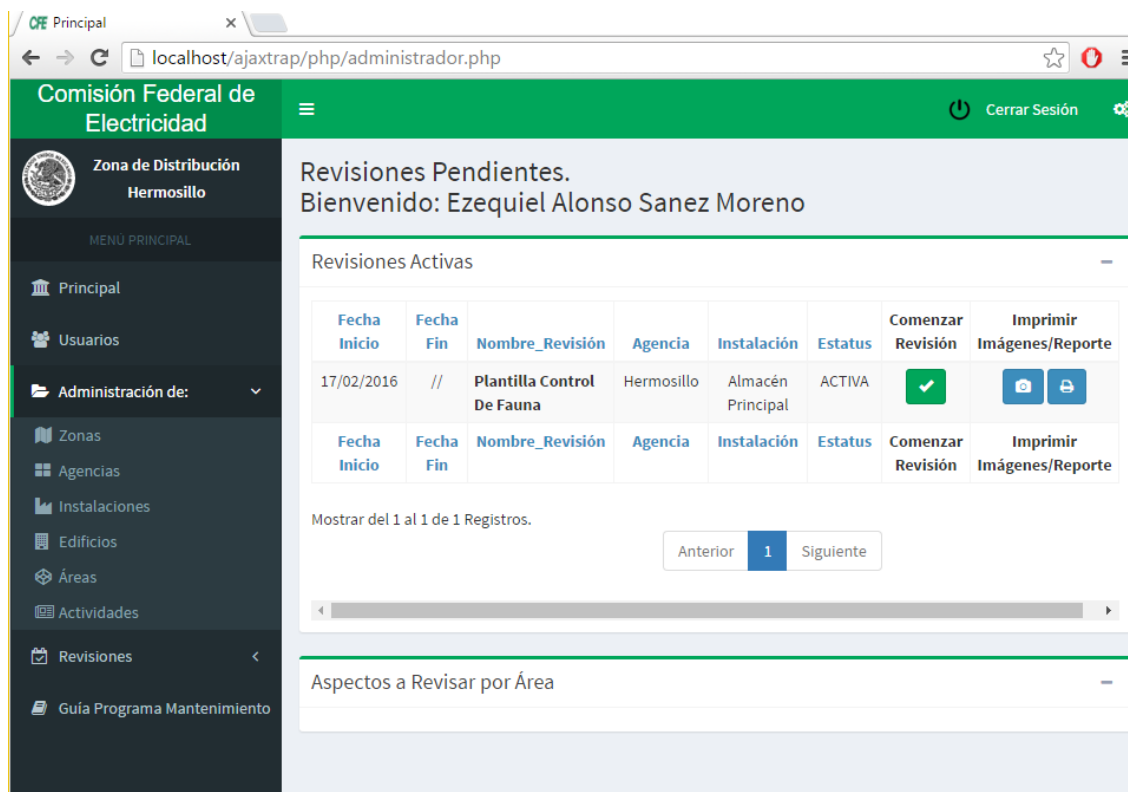 CFE Principal
localhost/ajaxtrap/php/administrador.php
Comisión Federal de
Electricidad
Cerrar Sesión
Zona de Distribución
Hermosillo
MENÚ PRINCIPAL
Principal
Usuarios
Administración de:
Zonas
Agencias
Instalaciones
Edificios
Áreas
Actividades
Revisiones
Guía Programa Mantenimiento
Revisiones Pendientes.
Bienvenido: Ezequiel Alonso Sanez Moreno
Revisiones Activas
Fecha Inicio Fecha Fin Nombre_Revisión Agencia Instalación Estatus Comenzar Revisión Imprimir Imágenes/Reporte
17/02/2016 // Plantilla Control De Fauna Hermosillo Almacén Principal ACTIVA
Fecha Inicio Fecha Fin Nombre_Revisión Agencia Instalación Estatus Comenzar Revisión Imprimir Imágenes/Reporte
Mostrar del 1 al 1 de 1 Registros.
Anterior 1 Siguiente
Aspectos a Revisar por Área